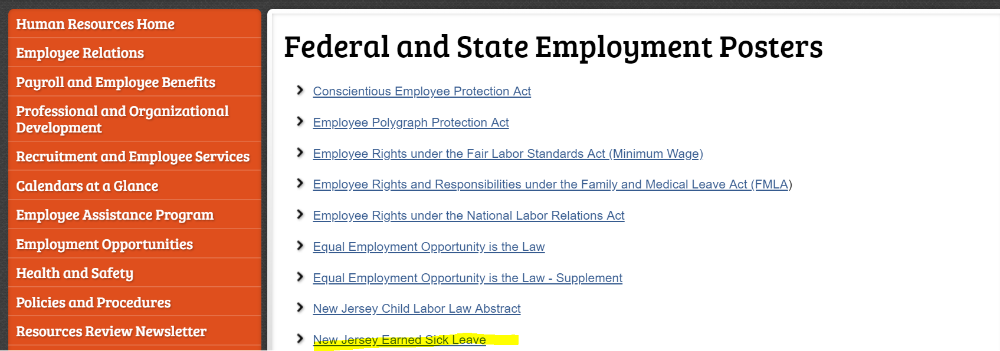 Human Resources Home
Employee Relations
Payroll and Employee Benefits
Professional and Organizational
Development
Recruitment and Employee Services
Calendars at a Glance
Employee Assistance Program
Employment Opportunities
Health and Safety
Policies and Procedures
Resources Review Newsletter
Federal and State Employment Posters
Conscientious Employee Protection Act
Employee Polygraph Protection Act
Employee Rights under the Fair Labor Standards Act (Minimum Wage)
Employee Rights and Responsibilities under the Family and Medical Leave Act (FMLA)
Employee Rights under the National Labor Relations Act
Equal Employment Opportunity is the Law
Equal Employment Opportunity is the Law - Supplement
New Jersey Child Labor Law Abstract
New Jersey Earned Sick Leave